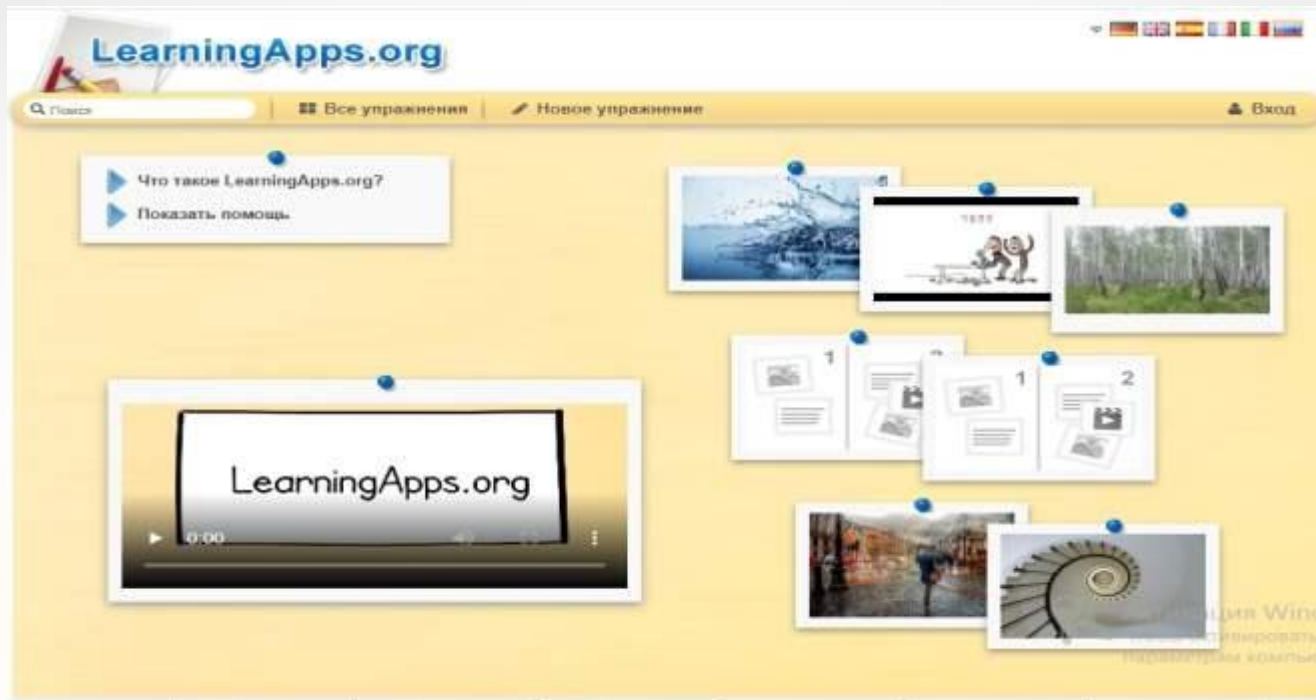 LearningApps.org
Поиск
Все упражнения
Новое упражнение
Вход
Что такое LearningApps.org?
Показать помощь
1
1
2
LearningApps.org
0:00